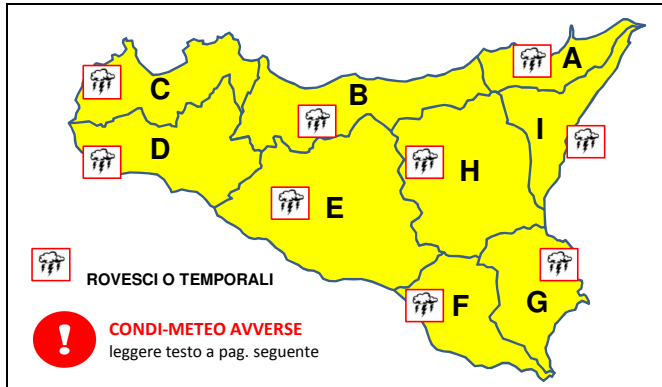 A
C
B
I
D
H
E
G
F
ROVESCI O TEMPORALI
!
CONDI-METEO AVVERSE
leggere testo a pag. seguente